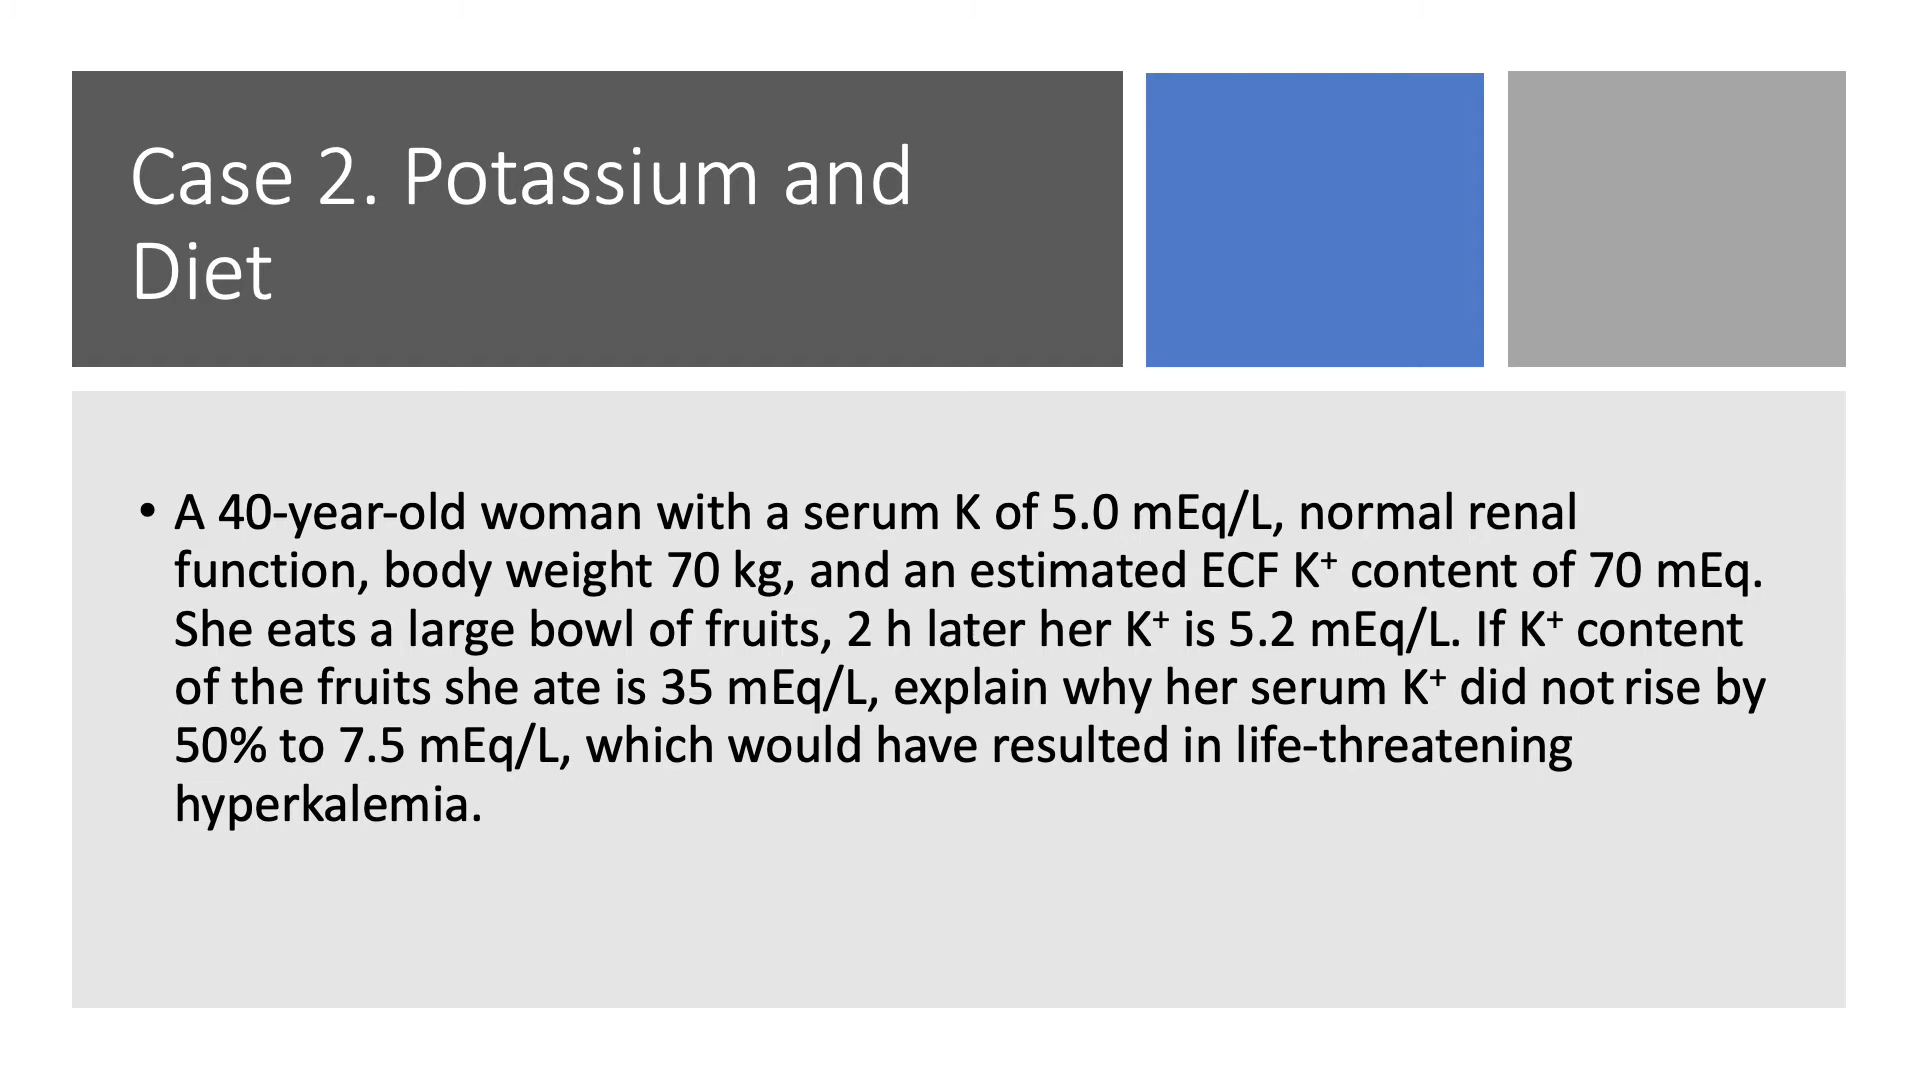 Case 2. Potassium and
Diet
• A 40-year-old woman with a serum K of 5.0 mEq/L, normal renal
function, body weight 70 kg, and an estimated ECF K⁺ content of 70 mEq.
She eats a large bowl of fruits, 2 h later her K⁺ is 5.2 mEq/L. If K⁺ content
of the fruits she ate is 35 mEq/L, explain why her serum K⁺ did not rise by
50% to 7.5 mEq/L, which would have resulted in life-threatening
hyperkalemia.